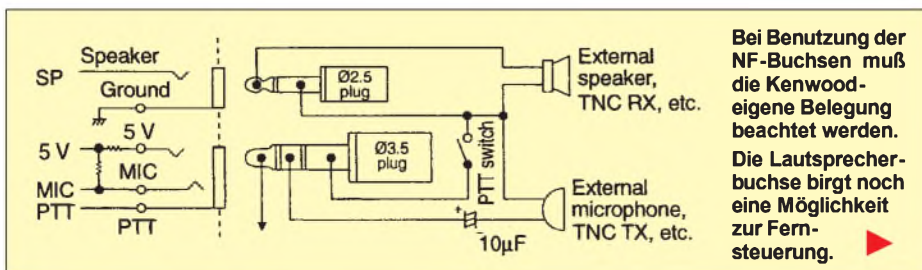 Speaker
SP
Ground
5 V
5 V
MIC
MIC
PTT
PTT
Ø2.5
plug
Ø3.5
plug
PTT switch
+
10µF
External
speaker,
TNC RX, etc.
External
microphone,
TNC TX, etc.
Bei Benutzung der
NF-Buchsen muß
die Kenwood-
eigene Belegung
beachtet werden.
Die Lautsprecher-
buchse birgt noch
eine Möglichkeit
zur Fern-
steuerung.